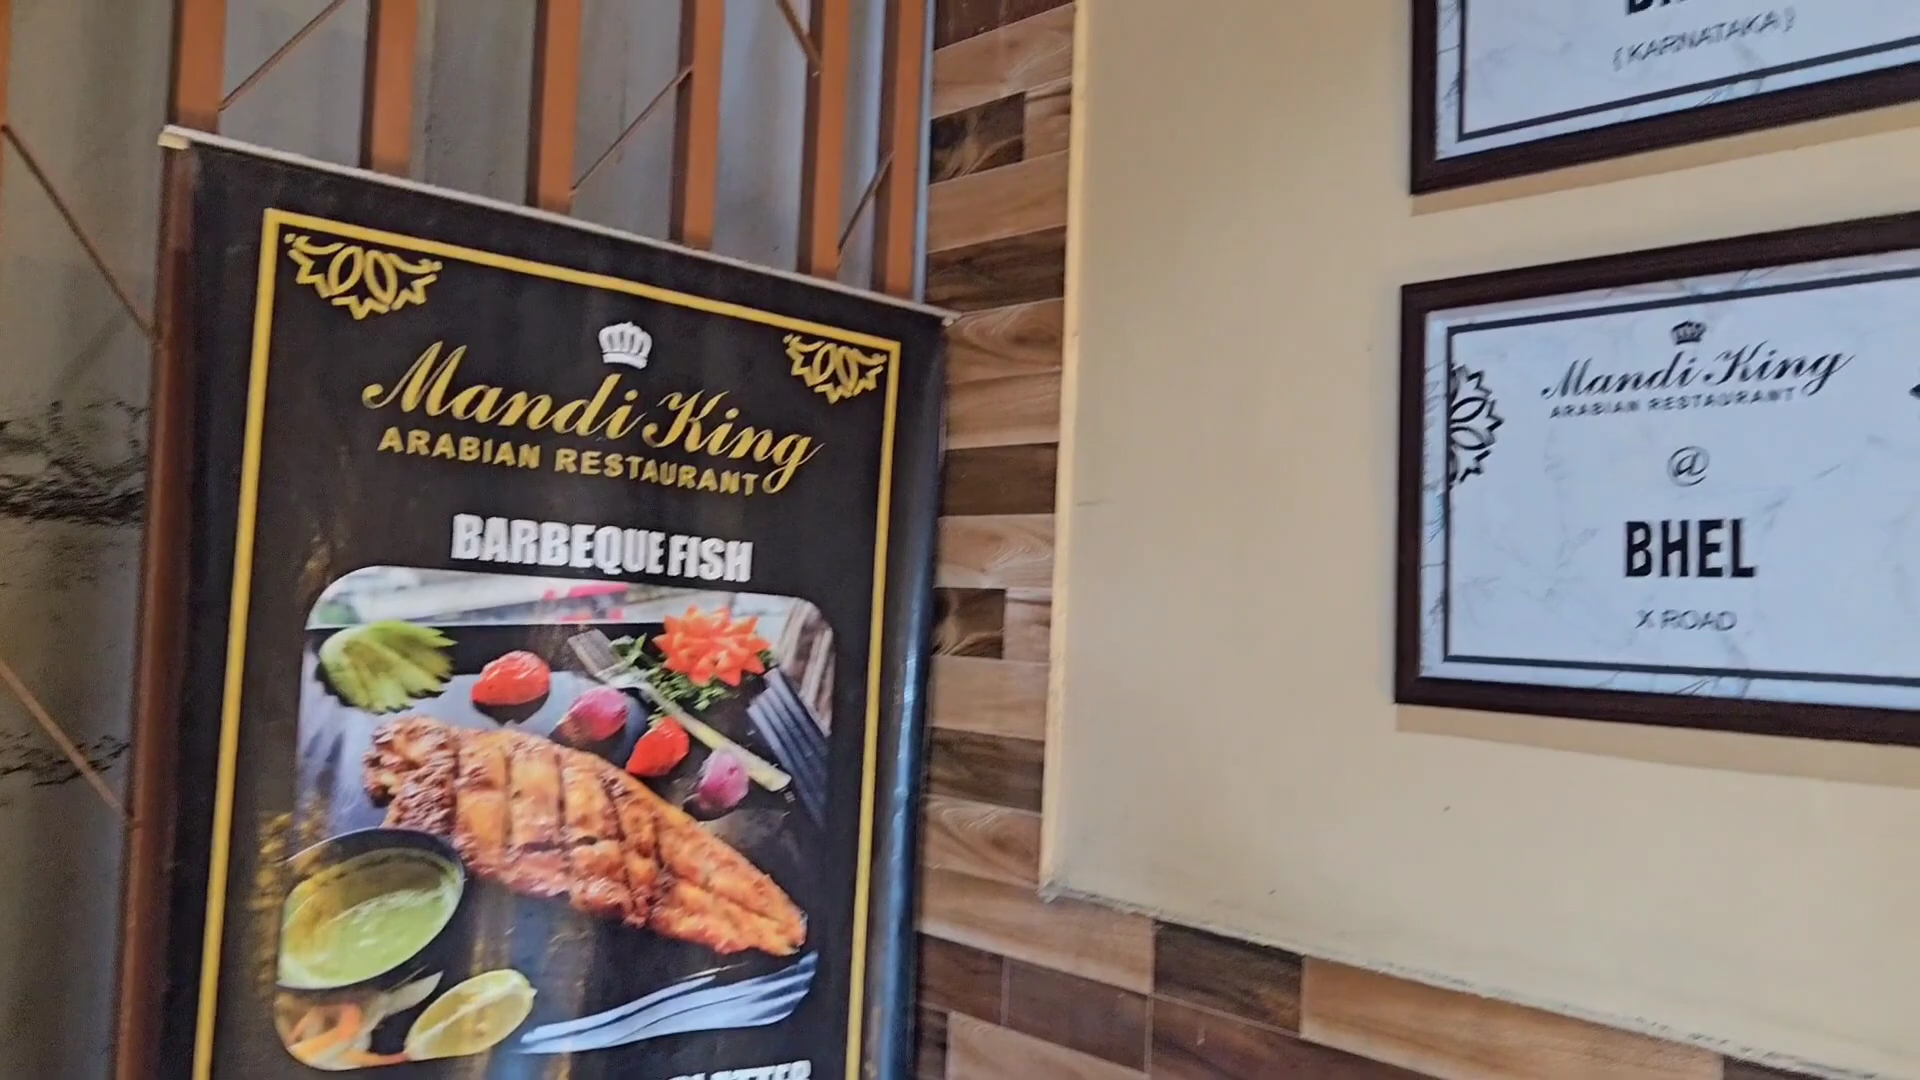 Mandi King
ARABIAN RESTAURANT
BARBEQUE FISH
( KARNATAKA )
Mandi King
ARABIAN RESTAURANT
@
BHEL
X ROAD